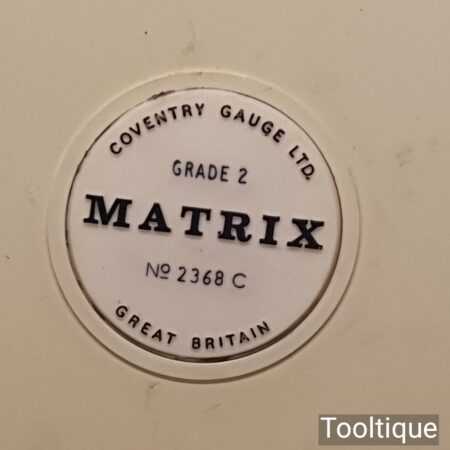 COVENTRY GAUGE LTD.
GRADE 2
MATRIX
Nº 2368 C
GREAT BRITAIN
Tooltique